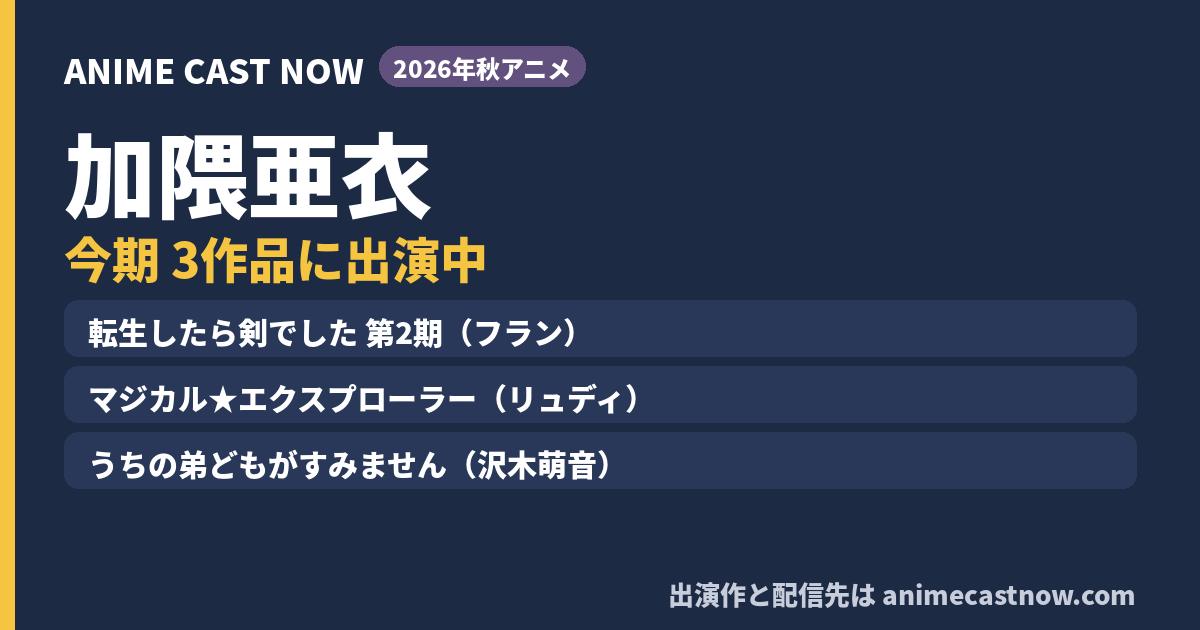 ANIME CAST NOW 2026年秋アニメ
加隈亜衣
今期 3作品に出演中
転生したら剣でした 第2期（フラン）
マジカル★エクスプローラー（リュディ）
うちの弟どもがすみません（沢木萌音）
出演作と配信先は animecastnow.com